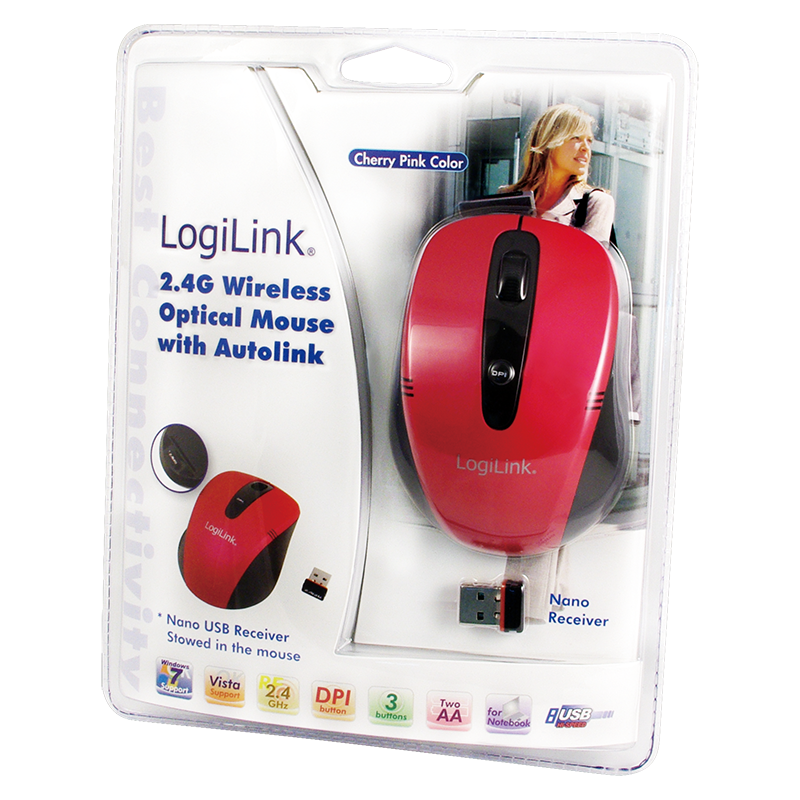 Best Connectivity
Cherry Pink Color
LogiLink®
2.4G Wireless
Optical Mouse
with Autolink
DPI
LogiLink®
LogiLink®
Nano
Receiver
* Nano USB Receiver
Stowed in the mouse
Windows
7
Support
Vista
Support
RF
2.4
GHz
DPI
button
3
buttons
Two
AA
for
Notebook
USB